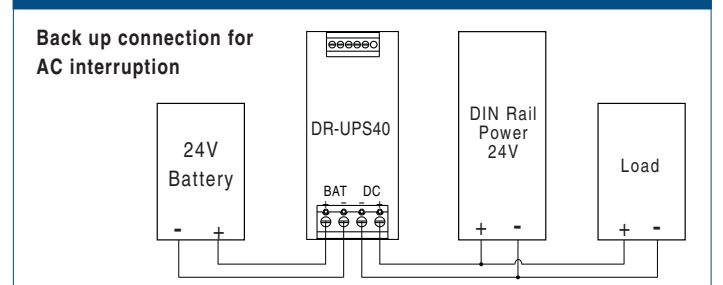 Back up connection for
AC interruption
24V
Battery
- +
DR-UPS40
BAT DC
+ - - +
DIN Rail
Power
24V
+ -
Load
+ -